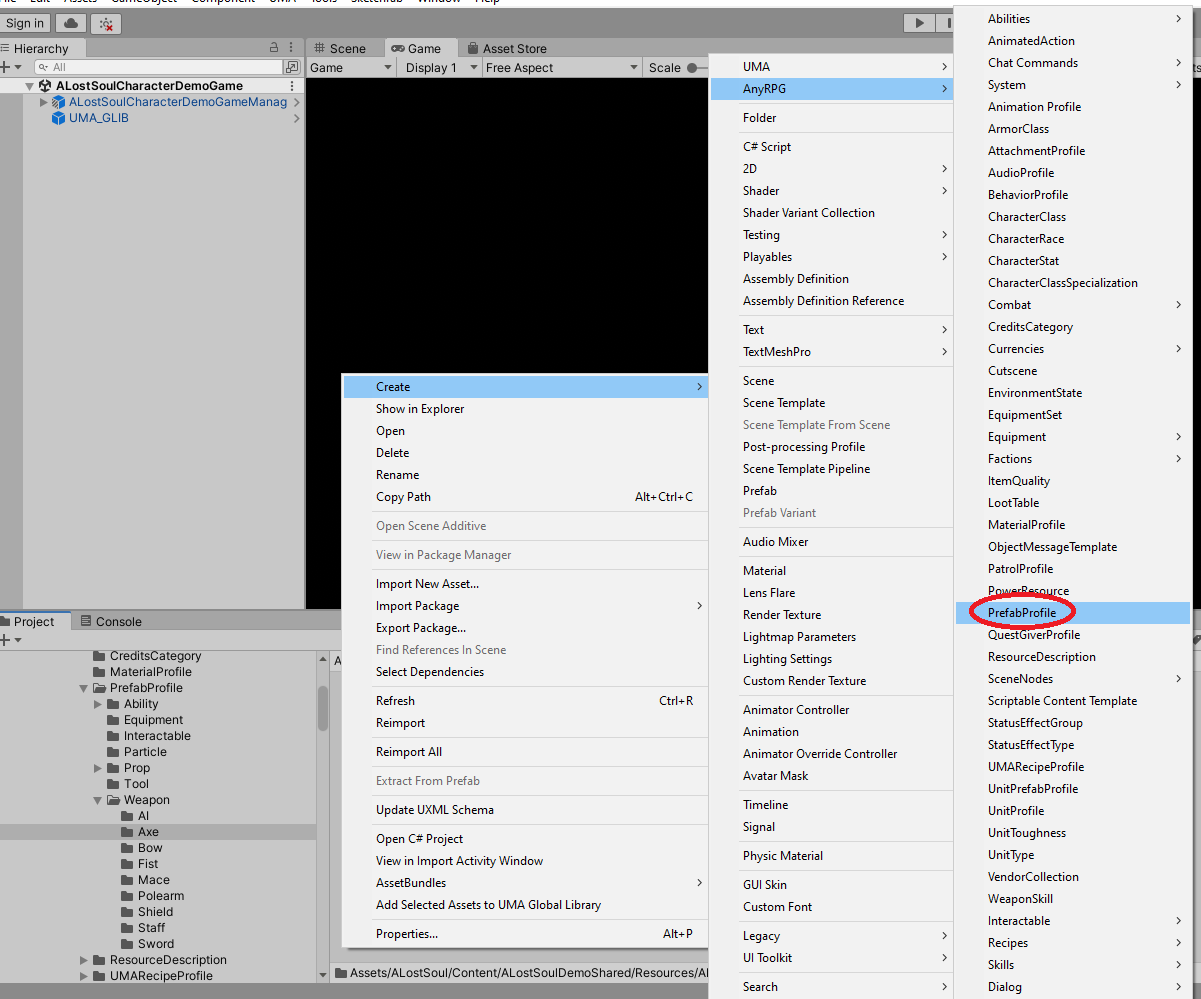 File Edit Assets GameObject Component UMA Tools Sketchfab Window Help
Sign in
Hierarchy
All
ALostSoulCharacterDemoGame
ALostSoulCharacterDemoGameManag
UMA_GLIB
Scene
Game
Asset Store
Game
Display 1
Free Aspect
Scale
Create
Show in Explorer
Open
Delete
Rename
Copy Path Alt+Ctrl+C
Open Scene Additive
View in Package Manager
Import New Asset...
Import Package
Export Package...
Find References In Scene
Select Dependencies
Refresh Ctrl+R
Reimport
Reimport All
Extract From Prefab
Update UXML Schema
Open C# Project
View in Import Activity Window
AssetBundles
Add Selected Assets to UMA Global Library
Properties... Alt+P
UMA
AnyRPG
Folder
C# Script
2D
Shader
Shader Variant Collection
Testing
Playables
Assembly Definition
Assembly Definition Reference
Text
TextMeshPro
Scene
Scene Template
Scene Template From Scene
Post-processing Profile
Scene Template Pipeline
Prefab
Prefab Variant
Audio Mixer
Material
Lens Flare
Render Texture
Lightmap Parameters
Lighting Settings
Custom Render Texture
Animator Controller
Animation
Animator Override Controller
Avatar Mask
Timeline
Signal
Physic Material
GUI Skin
Custom Font
Legacy
UI Toolkit
Search
Abilities
AnimatedAction
Chat Commands
System
Animation Profile
ArmorClass
AttachmentProfile
AudioProfile
BehaviorProfile
CharacterClass
CharacterRace
CharacterStat
CharacterClassSpecialization
Combat
CreditsCategory
Currencies
Cutscene
EnvironmentState
EquipmentSet
Equipment
Factions
ItemQuality
LootTable
MaterialProfile
ObjectMessageTemplate
PatrolProfile
PowerResource
PrefabProfile
QuestGiverProfile
ResourceDescription
SceneNodes
Scriptable Content Template
StatusEffectGroup
StatusEffectType
UMARecipeProfile
UnitPrefabProfile
UnitProfile
UnitToughness
UnitType
VendorCollection
WeaponSkill
Interactable
Recipes
Skills
Dialog
Project
Console
CreditsCategory
MaterialProfile
PrefabProfile
Ability
Equipment
Interactable
Particle
Prop
Tool
Weapon
AI
Axe
Bow
Fist
Mace
Polearm
Shield
Staff
Sword
ResourceDescription
UMARecipeProfile
Assets/ALostSoul/Content/ALostSoulDemoShared/Resources/Al